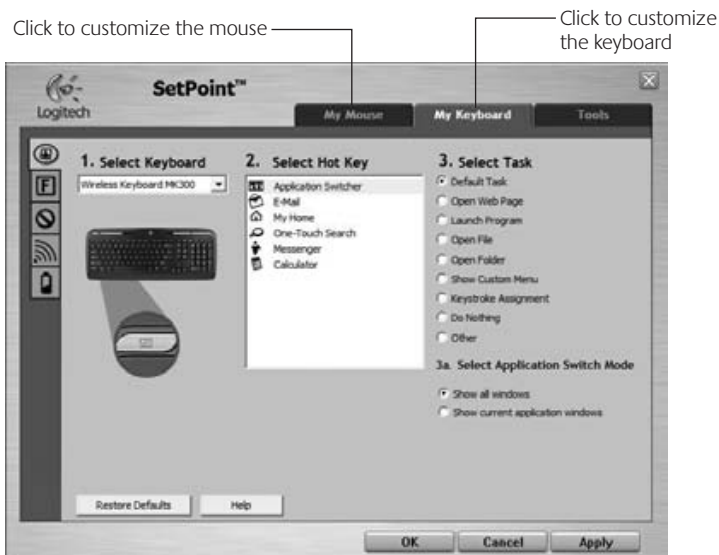 Click to customize the mouse
Click to customize
the keyboard
Logitech
SetPoint™
My Mouse
My Keyboard
Tools
1. Select Keyboard
Wireless Keyboard MK300
2. Select Hot Key
Application Switcher
E-Mail
My Home
One-Touch Search
Messenger
Calculator
3. Select Task
Default Task
Open Web Page
Launch Program
Open File
Open Folder
Show Custom Menu
Keystroke Assignment
Do Nothing
Other
3a. Select Application Switch Mode
Show all windows
Show current application windows
F
Restore Defaults
Help
OK
Cancel
Apply